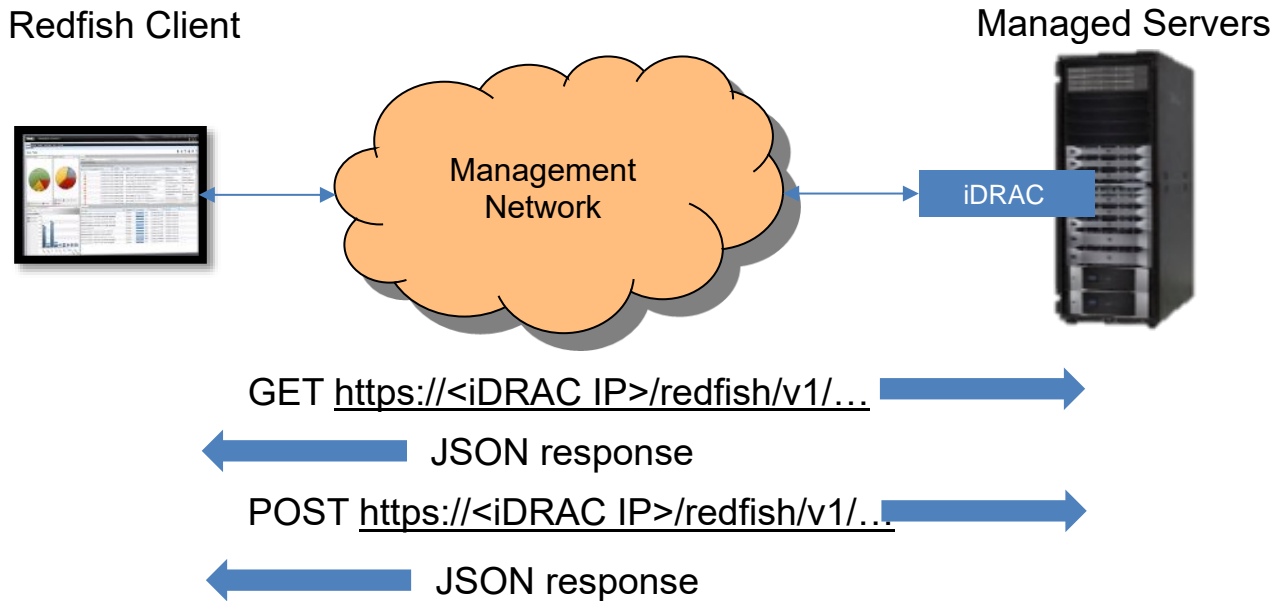 Redfish Client
Managed Servers
Management
Network
iDRAC
GET https://<iDRAC IP>/redfish/v1/…
JSON response
POST https://<iDRAC IP>/redfish/v1/…
JSON response